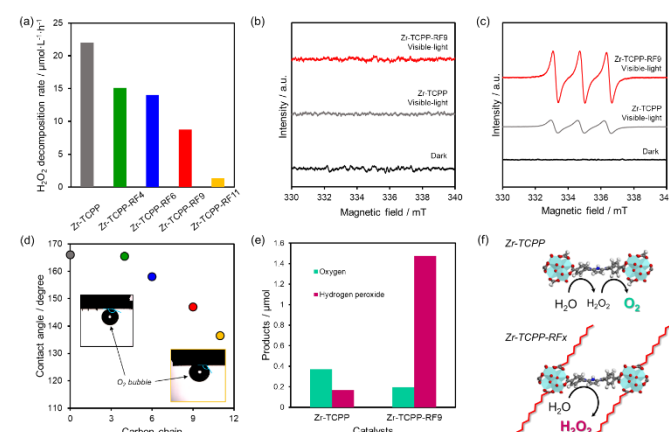 (a)
H₂O₂ decomposition rate / μmol·L⁻¹·h⁻¹
25
20
15
10
5
0
Zr-TCPP
Zr-TCPP-RF4
Zr-TCPP-RF6
Zr-TCPP-RF9
Zr-TCPP-RF11
(b)
Intensity / a.u.
Zr-TCPP-RF9
Visible-light
Zr-TCPP
Visible-light
Dark
330 332 334 336 338 340
Magnetic field / mT
(c)
Intensity / a.u.
Zr-TCPP-RF9
Visible-light
Zr-TCPP
Visible-light
Dark
330 332 334 336 338 340
Magnetic field / mT
(d)
Contact angle / degree
170
160
150
140
130
120
110
O₂ bubble
0 3 6 9 12
Carbon chain
(e)
Products / μmol
1.6
1.4
1.2
1
0.8
0.6
0.4
0.2
0
Oxygen
Hydrogen peroxide
Zr-TCPP Zr-TCPP-RF9
Catalysts
(f)
Zr-TCPP
H₂O H₂O₂ O₂
Zr-TCPP-RFx
H₂O
H₂O₂